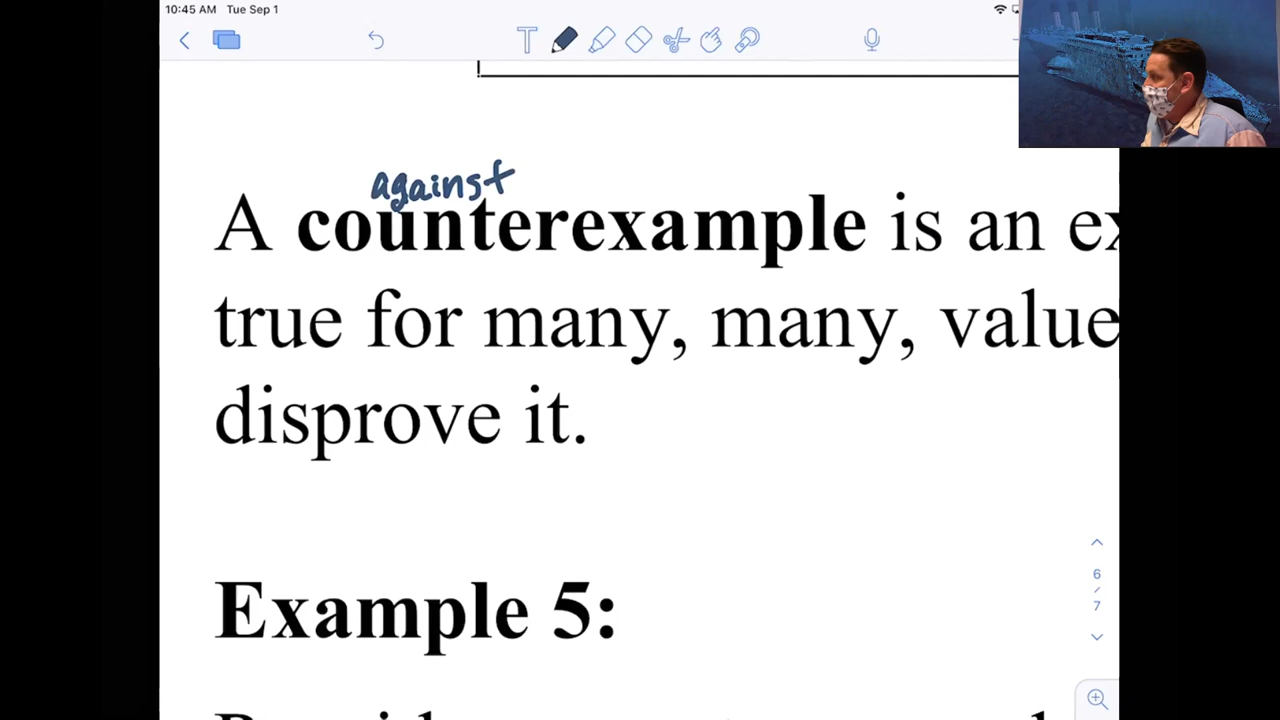 10:45 AM Tue Sep 1
T
against
A counterexample is an
true for many, many, value
disprove it.
Example 5:
6
7